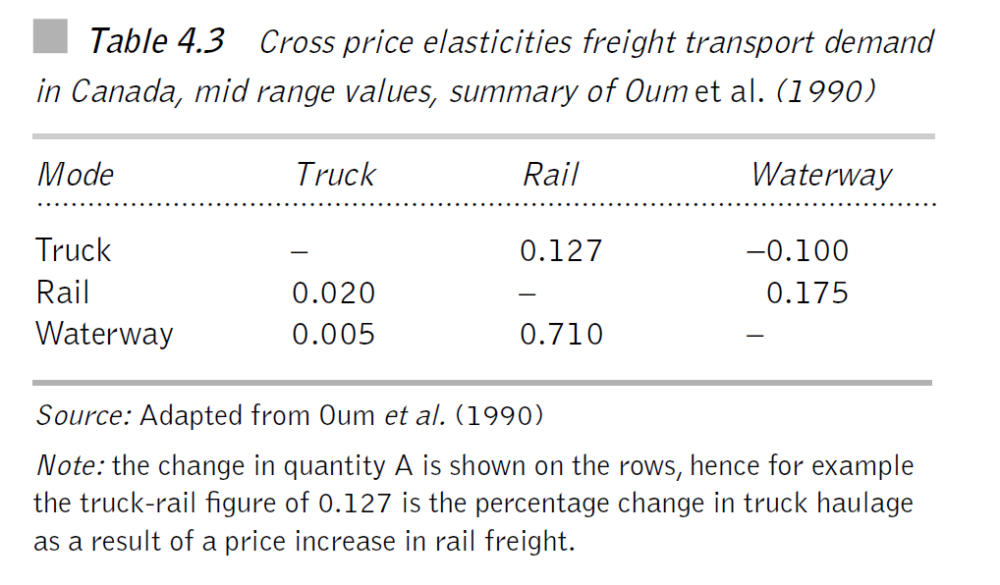 Table 4.3 Cross price elasticities freight transport demand
in Canada, mid range values, summary of Oum et al. (1990)
Mode Truck Rail Waterway
Truck – 0.127 –0.100
Rail 0.020 – 0.175
Waterway 0.005 0.710 –
Source: Adapted from Oum et al. (1990)
Note: the change in quantity A is shown on the rows, hence for example
the truck-rail figure of 0.127 is the percentage change in truck haulage
as a result of a price increase in rail freight.